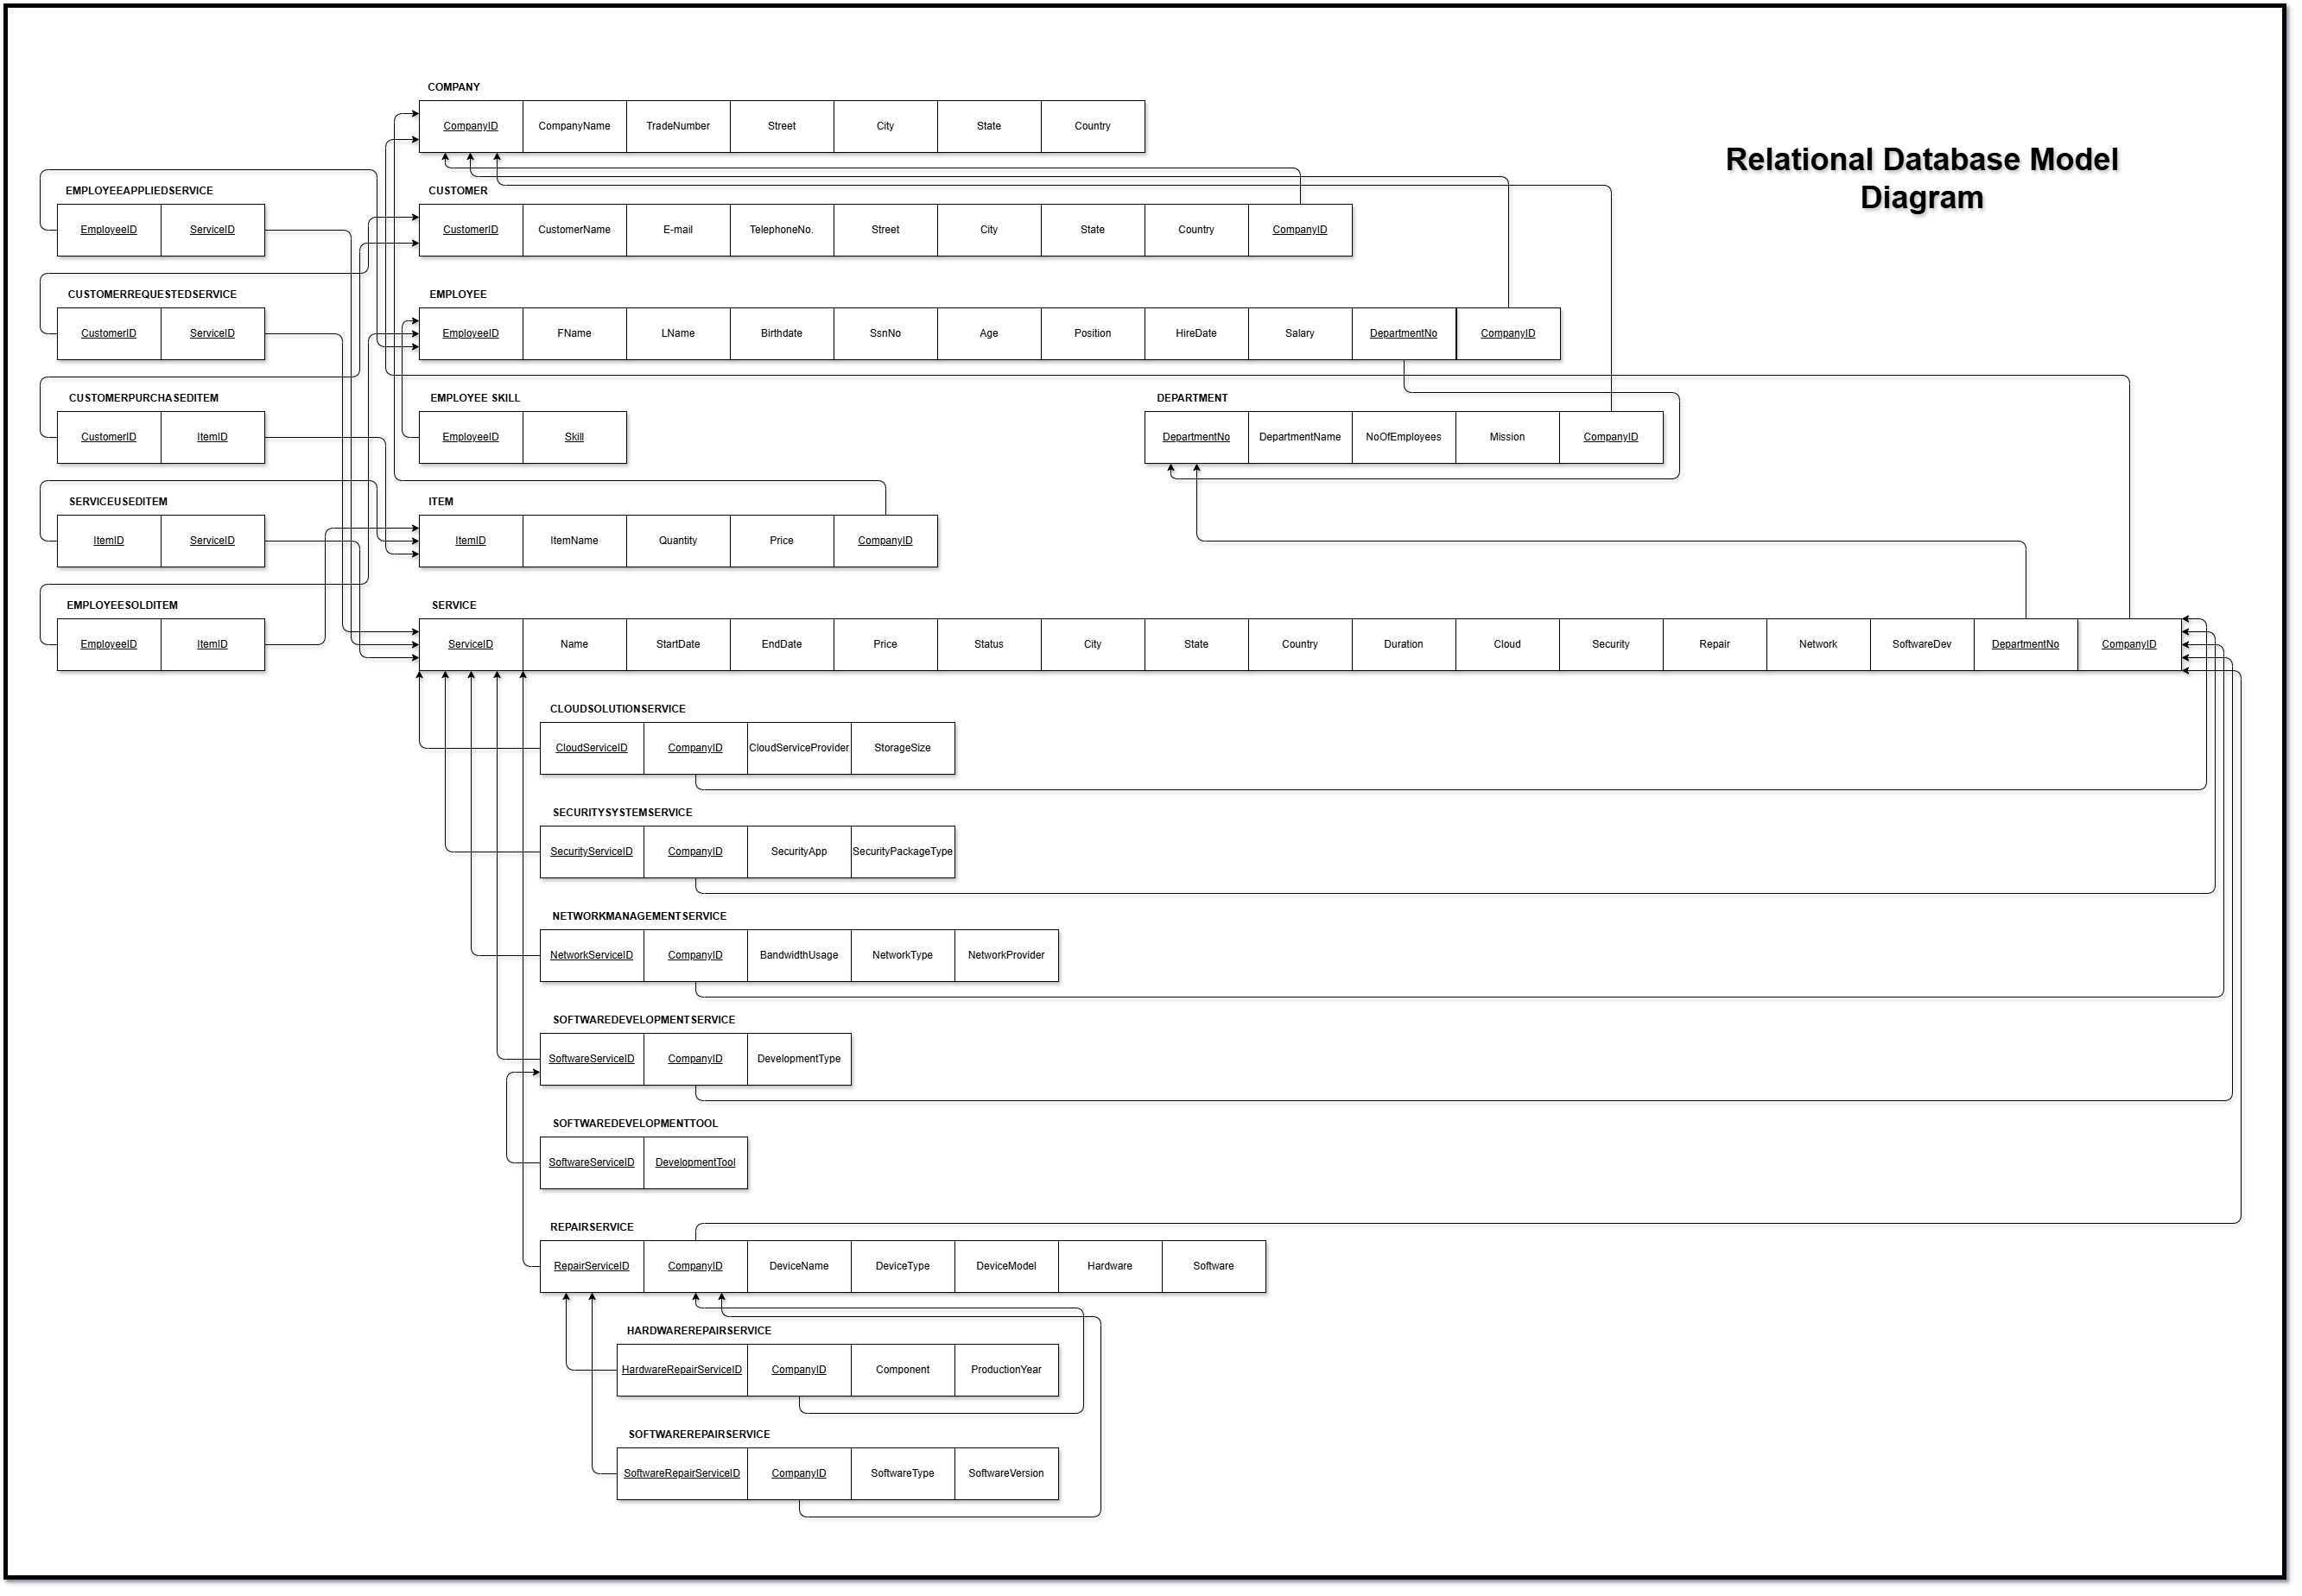 Relational Database Model
Diagram
COMPANY
CompanyID CompanyName TradeNumber Street City State Country
EMPLOYEEAPPLIEDSERVICE
EmployeeID ServiceID
CUSTOMER
CustomerID CustomerName E-mail TelephoneNo. Street City State Country CompanyID
CUSTOMERREQUESTEDSERVICE
CustomerID ServiceID
EMPLOYEE
EmployeeID FName LName Birthdate SsnNo Age Position HireDate Salary DepartmentNo CompanyID
CUSTOMERPURCHASEDITEM
CustomerID ItemID
EMPLOYEE SKILL
EmployeeID Skill
DEPARTMENT
DepartmentNo DepartmentName NoOfEmployees Mission CompanyID
SERVICEUSEDITEM
ItemID ServiceID
ITEM
ItemID ItemName Quantity Price CompanyID
EMPLOYEESOLDITEM
EmployeeID ItemID
SERVICE
ServiceID Name StartDate EndDate Price Status City State Country Duration Cloud Security Repair Network SoftwareDev DepartmentNo CompanyID
CLOUDSOLUTIONSERVICE
CloudServiceID CompanyID CloudServiceProvider StorageSize
SECURITYSYSTEMSERVICE
SecurityServiceID CompanyID SecurityApp SecurityPackageType
NETWORKMANAGEMENTSERVICE
NetworkServiceID CompanyID BandwidthUsage NetworkType NetworkProvider
SOFTWAREDEVELOPMENTSERVICE
SoftwareServiceID CompanyID DevelopmentType
SOFTWAREDEVELOPMENTTOOL
SoftwareServiceID DevelopmentTool
REPAIRSERVICE
RepairServiceID CompanyID DeviceName DeviceType DeviceModel Hardware Software
HARDWAREREPAIRSERVICE
HardwareRepairServiceID CompanyID Component ProductionYear
SOFTWAREREPAIRSERVICE
SoftwareRepairServiceID CompanyID SoftwareType SoftwareVersion